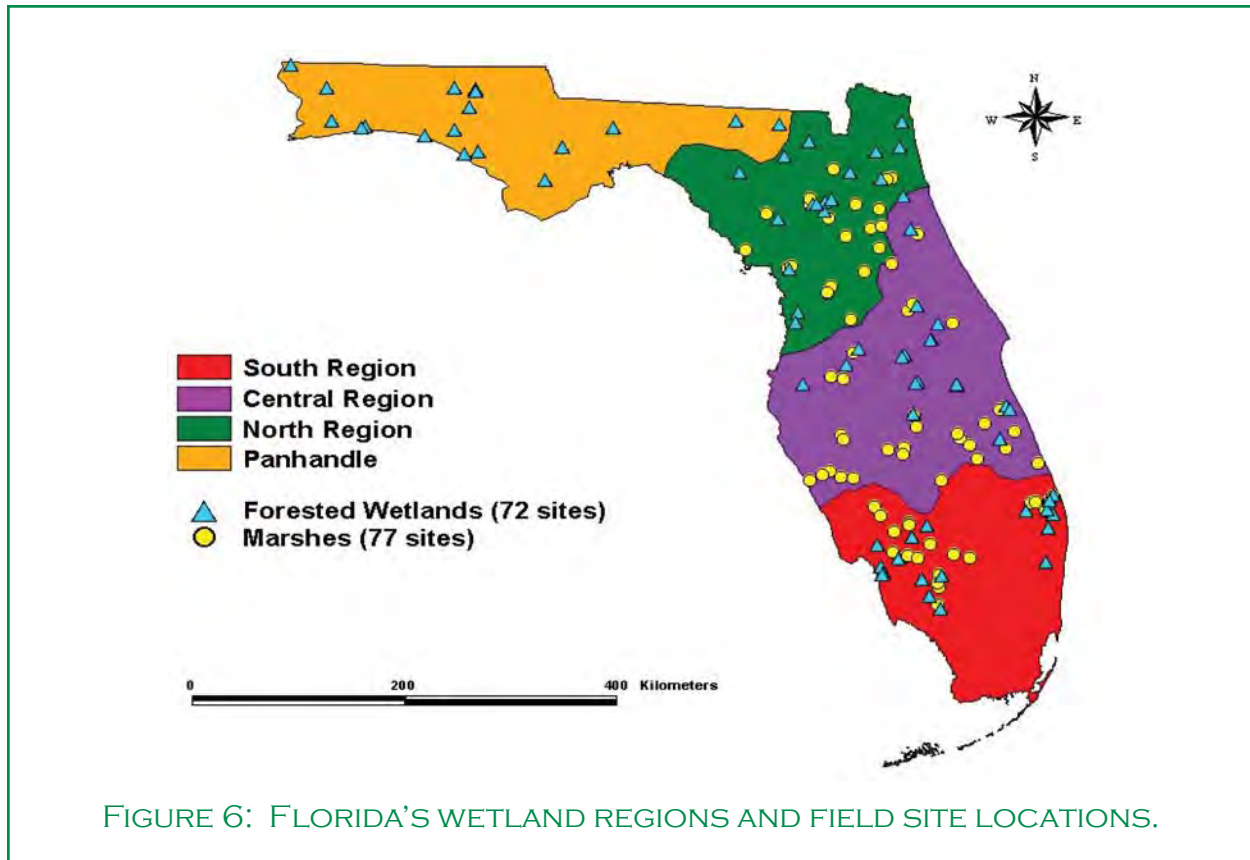 N
W E
S
South Region
Central Region
North Region
Panhandle
Forested Wetlands (72 sites)
Marshes (77 sites)
0 200 400 Kilometers
FIGURE 6: FLORIDA'S WETLAND REGIONS AND FIELD SITE LOCATIONS.